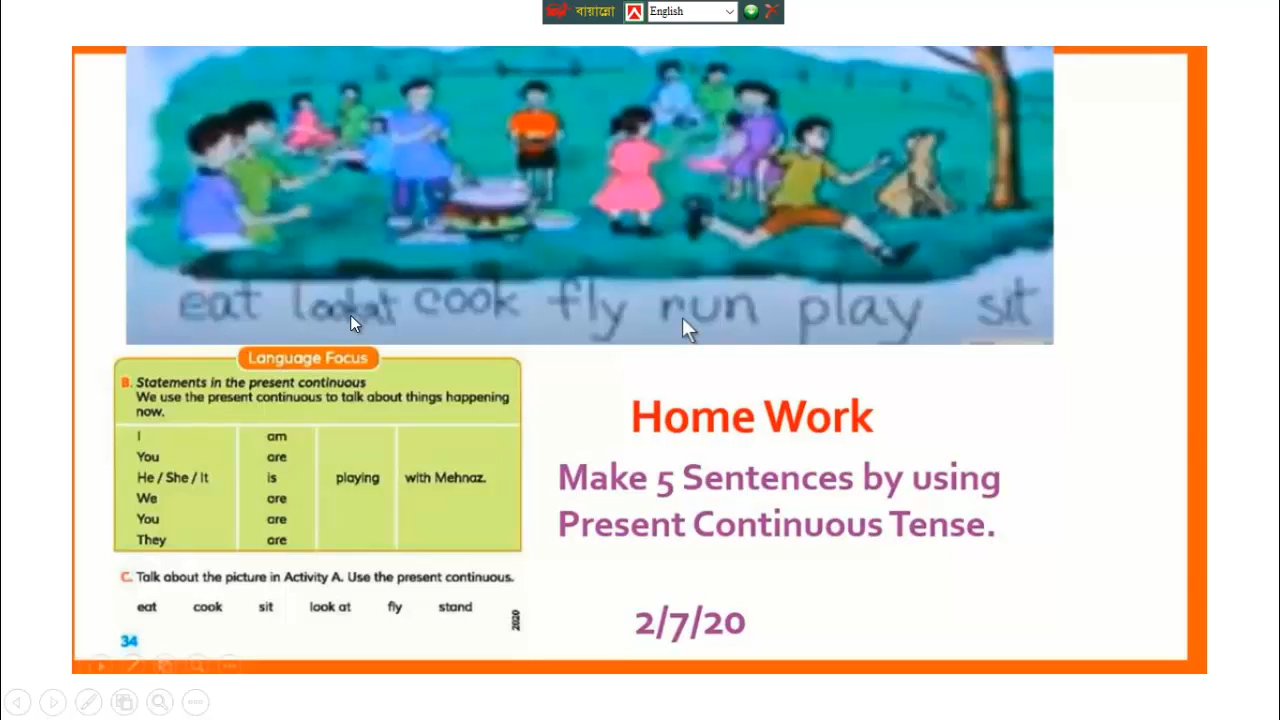 বায়ান্নো English
eat look at cook fly run play sit
Language Focus
B. Statements in the present continuous
We use the present continuous to talk about things happening
now.
I am
You are
He / She / It is playing with Mehnaz.
We are
You are
They are
C. Talk about the picture in Activity A. Use the present continuous.
eat cook sit look at fly stand
2020
34
Home Work
Make 5 Sentences by using
Present Continuous Tense.
2/7/20